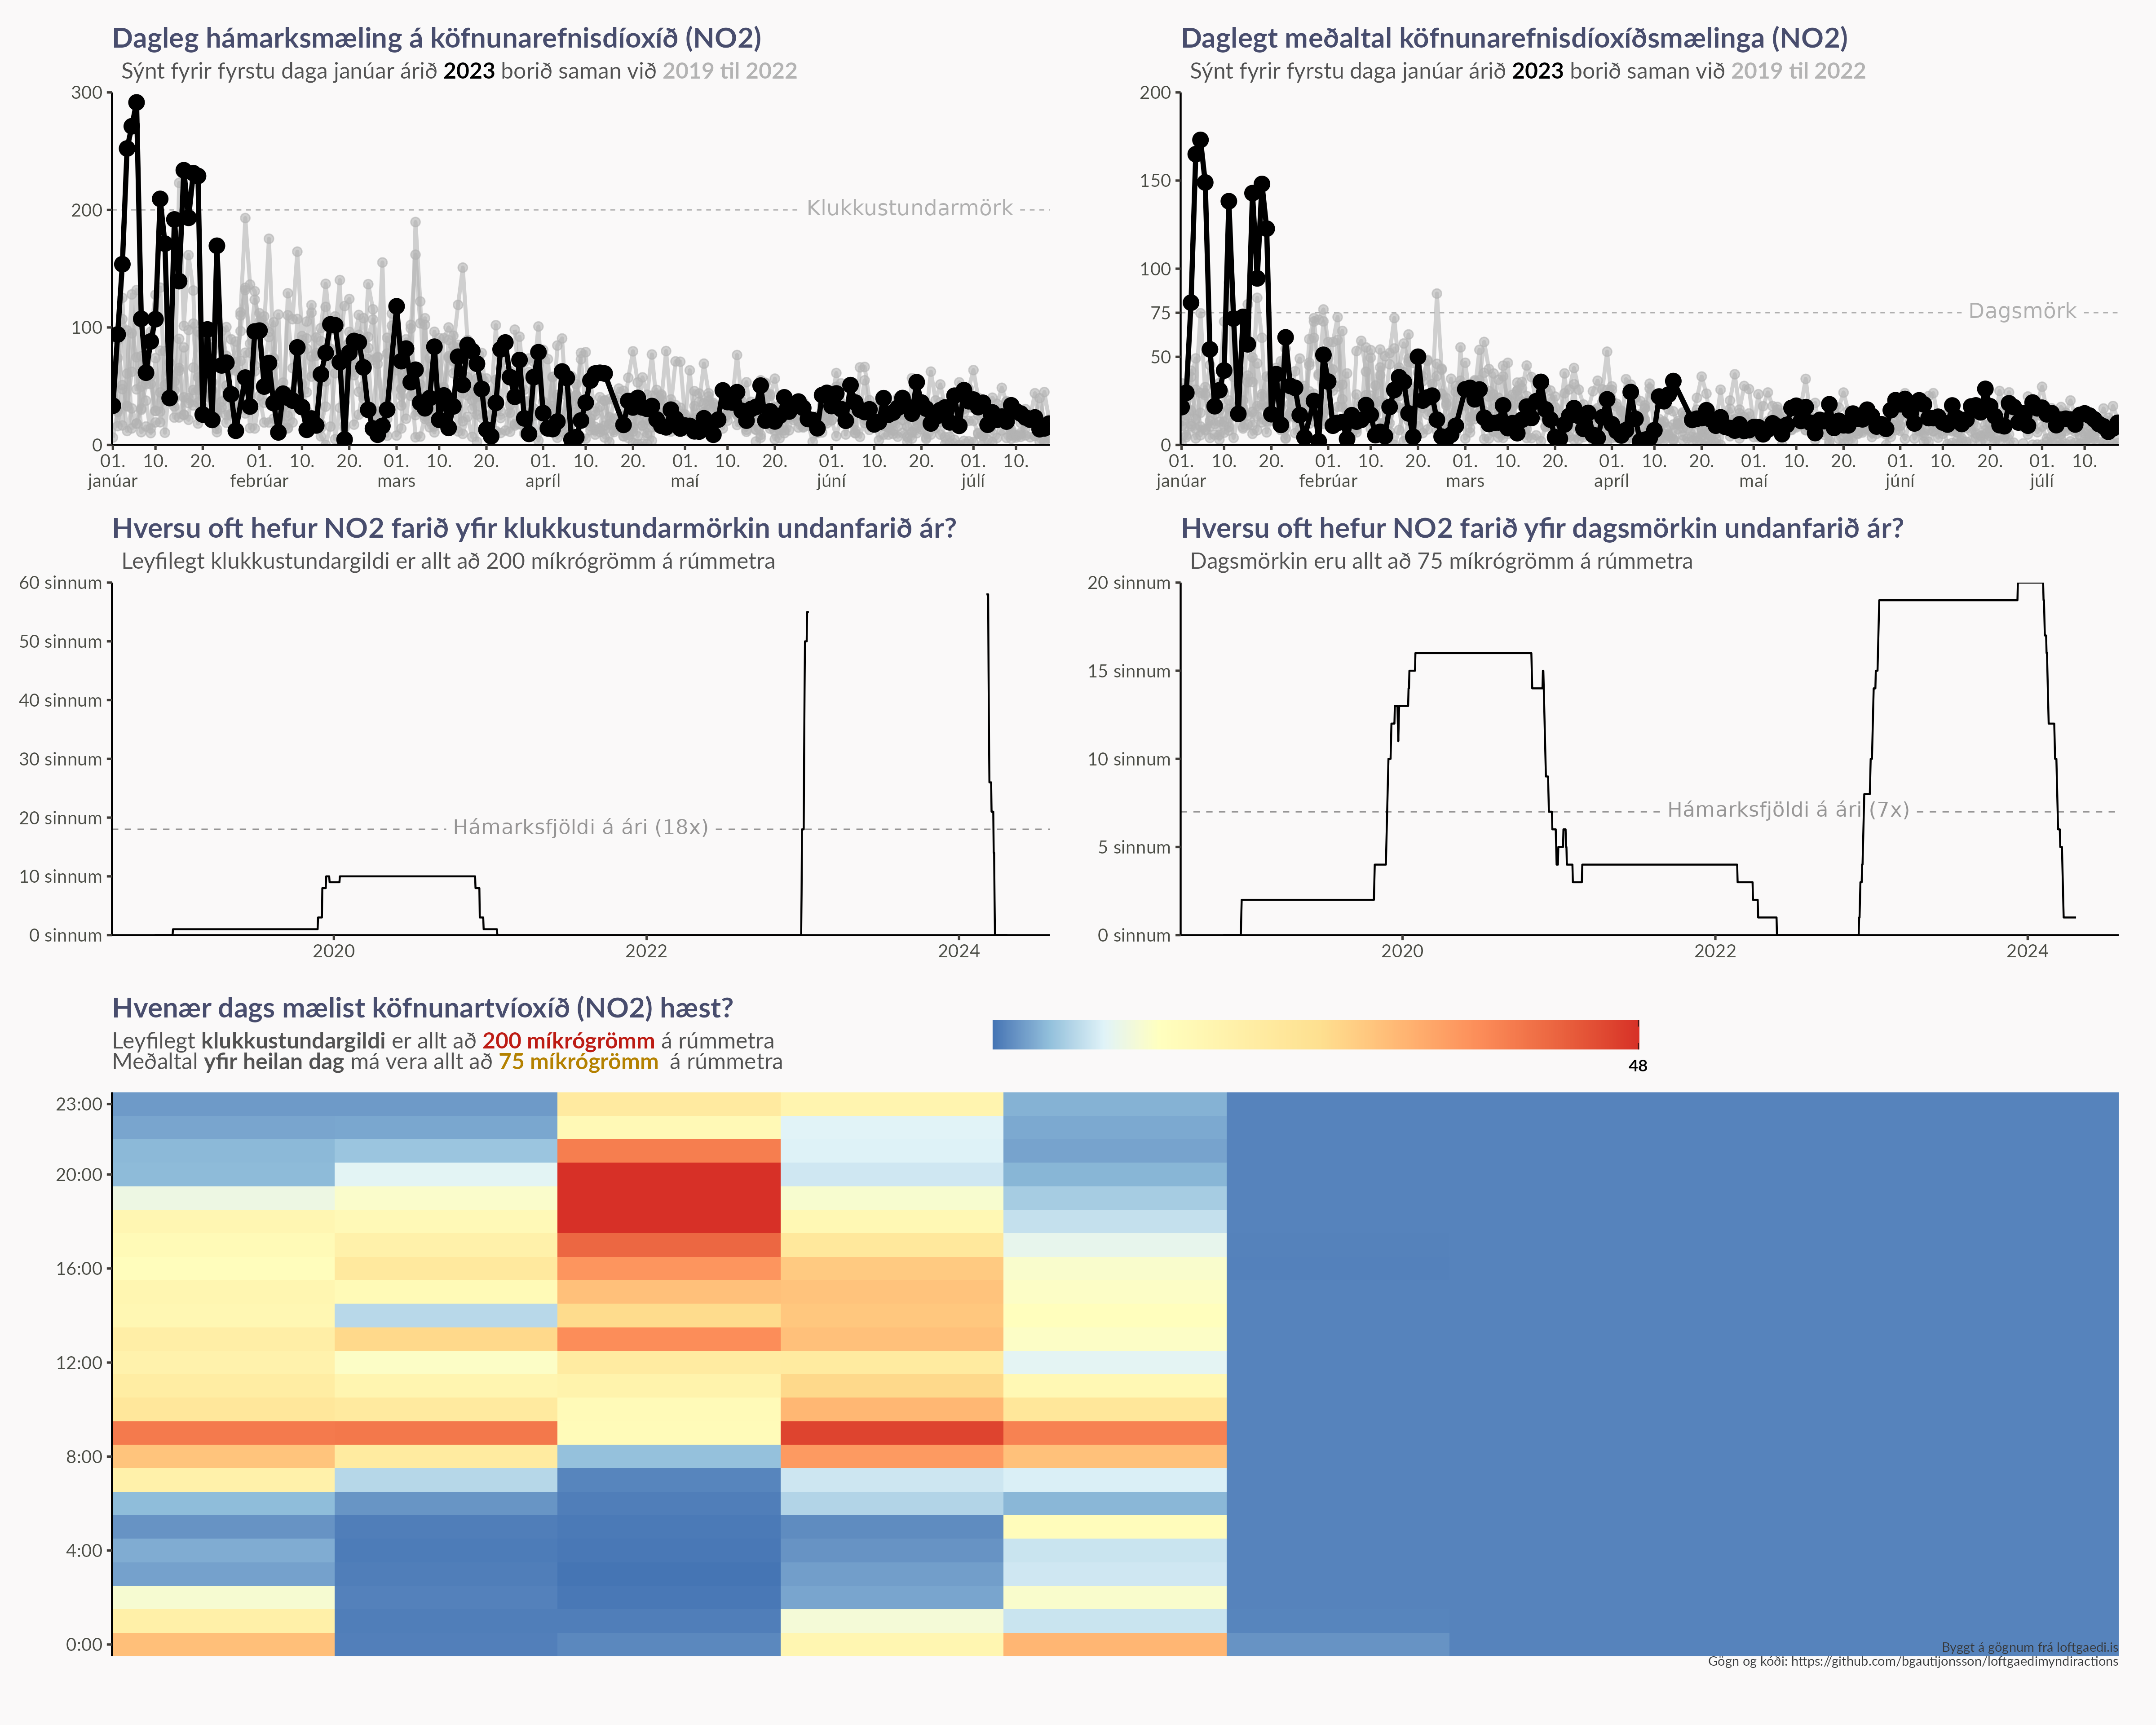 Dagleg hámarksmæling á köfnunarefnisdíoxíð (NO2)
Sýnt fyrir fyrstu daga janúar árið 2023 borið saman við 2019 til 2022
300
200
100
0
Klukkustundarmörk
01. 10. 20. 01. 10. 20. 01. 10. 20. 01. 10. 20. 01. 10. 20. 01. 10. 20. 01. 10.
janúar febrúar mars apríl maí júní júlí
Daglegt meðaltal köfnunarefnisdíoxíðsmælinga (NO2)
Sýnt fyrir fyrstu daga janúar árið 2023 borið saman við 2019 til 2022
200
150
100
75
50
0
Dagsmörk
01. 10. 20. 01. 10. 20. 01. 10. 20. 01. 10. 20. 01. 10. 20. 01. 10. 20. 01. 10.
janúar febrúar mars apríl maí júní júlí
Hversu oft hefur NO2 farið yfir klukkustundarmörkin undanfarið ár?
Leyfilegt klukkustundargildi er allt að 200 míkrógrömm á rúmmetra
60 sinnum
50 sinnum
40 sinnum
30 sinnum
20 sinnum
10 sinnum
0 sinnum
Hámarksfjöldi á ári (18x)
2020 2022 2024
Hversu oft hefur NO2 farið yfir dagsmörkin undanfarið ár?
Dagsmörkin eru allt að 75 míkrógrömm á rúmmetra
20 sinnum
15 sinnum
10 sinnum
5 sinnum
0 sinnum
Hámarksfjöldi á ári (7x)
2020 2022 2024
Hvenær dags mælist köfnunartvíoxíð (NO2) hæst?
Leyfilegt klukkustundargildi er allt að 200 míkrógrömm á rúmmetra
Meðaltal yfir heilan dag má vera allt að 75 míkrógrömm á rúmmetra
48
23:00
20:00
16:00
12:00
8:00
4:00
0:00
Byggt á gögnum frá loftgaedi.is
Gögn og kóði: https://github.com/bgautijonsson/loftgaedimyndiractions